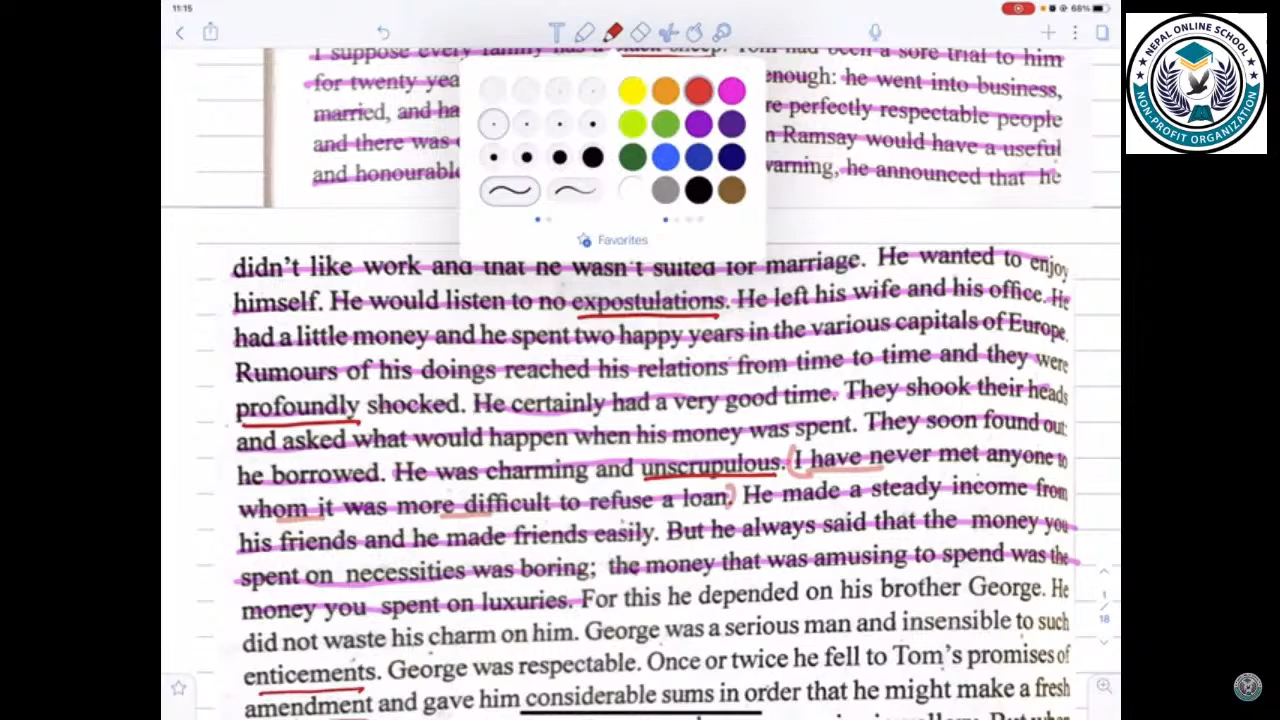 11:15
68%
NEPAL ONLINE SCHOOL
NON-PROFIT ORGANIZATION
I suppose every family has a black sheep. Tom had been a sore trial to him
for twenty yea enough: he went into business,
married, and ha re perfectly respectable people
and there was Ramsay would have a useful
and honourable warning, he announced that he
Favorites
didn't like work and that he wasn't suited for marriage. He wanted to enjoy
himself. He would listen to no expostulations. He left his wife and his office. He
had a little money and he spent two happy years in the various capitals of Europe.
Rumours of his doings reached his relations from time to time and they were
profoundly shocked. He certainly had a very good time. They shook their heads
and asked what would happen when his money was spent. They soon found out:
he borrowed. He was charming and unscrupulous. I have never met anyone to
whom it was more difficult to refuse a loan. He made a steady income from
his friends and he made friends easily. But he always said that the money you
spent on necessities was boring; the money that was amusing to spend was the
money you spent on luxuries. For this he depended on his brother George. He
did not waste his charm on him. George was a serious man and insensible to such
enticements. George was respectable. Once or twice he fell to Tom's promises of
amendment and gave him considerable sums in order that he might make a fresh
1
/
18